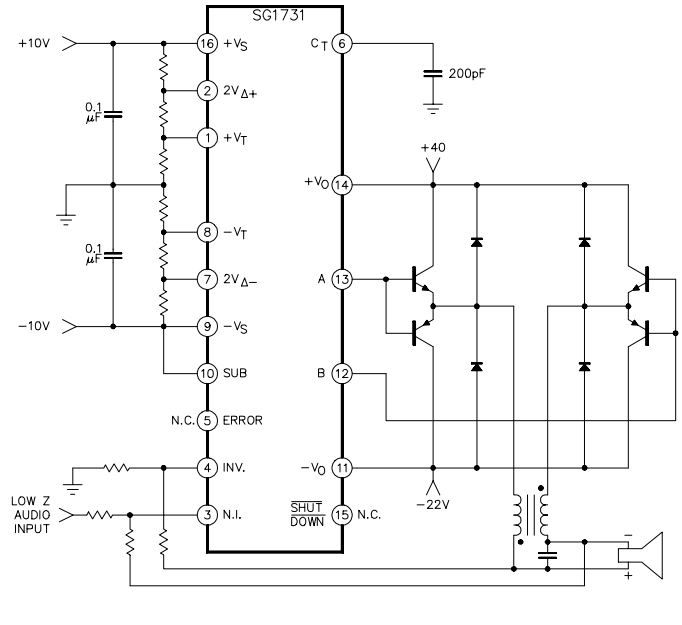 SG1731
+10V
16
+VS
CT
6
200pF
2
2VΔ+
0.1
μF
1
+VT
+40
+VO
14
8
−VT
0.1
μF
7
2VΔ−
A
13
−10V
9
−VS
10
SUB
B
12
N.C.
5
ERROR
4
INV.
−VO
11
−22V
LOW Z
AUDIO
INPUT
3
N.I.
SHUT
DOWN
15
N.C.
−
+